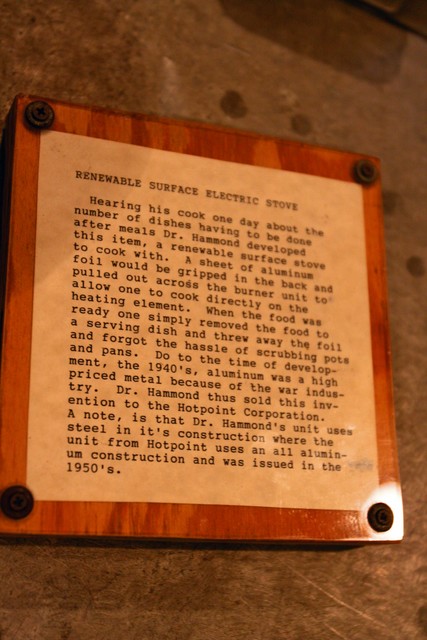 RENEWABLE SURFACE ELECTRIC STOVE
Hearing his cook one day about the
number of dishes having to be done
after meals Dr. Hammond developed
this item, a renewable surface stove
to cook with. A sheet of aluminum
foil would be gripped in the back and
pulled out across the burner unit to
allow one to cook directly on the
heating element. When the food was
ready one simply removed the food to
a serving dish and threw away the foil
and forgot the hassle of scrubbing pots
and pans. Do to the time of develop-
ment, the 1940's, aluminum was a high
priced metal because of the war indus-
try. Dr. Hammond thus sold this inv-
ention to the Hotpoint Corporation.
A note, is that Dr. Hammond's unit uses
steel in it's construction where the
unit from Hotpoint uses an all alumin-
um construction and was issued in the
1950's.